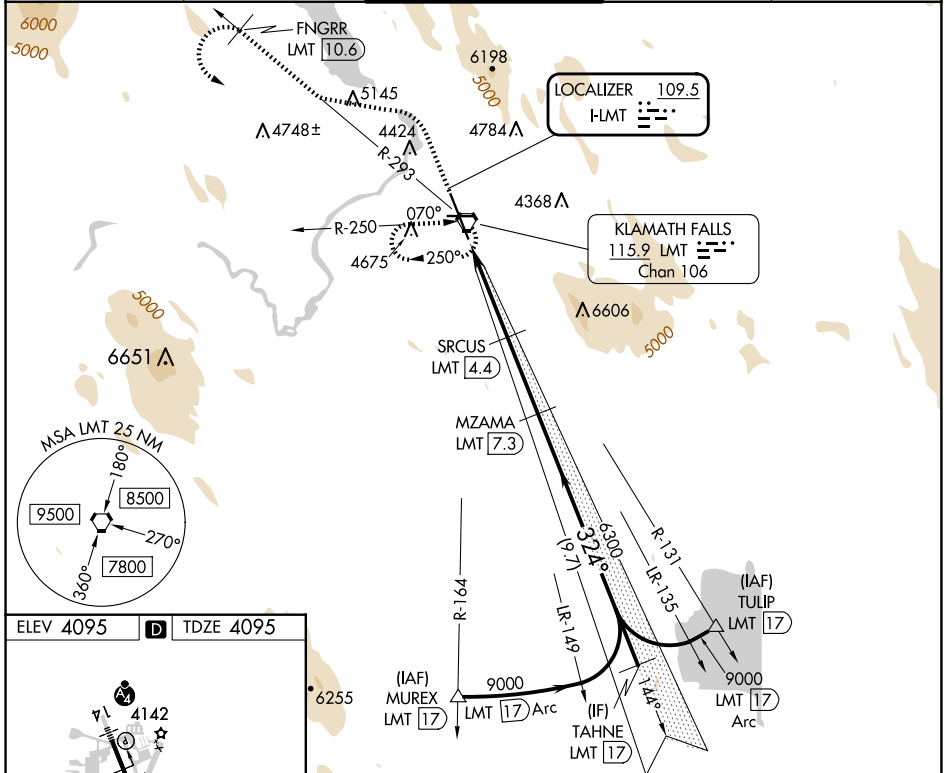 6000
5000
FNGRR
LMT 10.6
6198
5000
LOCALIZER 109.5
I-LMT
5145
4748±
4424
4784
R-293
4368
R-250
070°
4675
250°
KLAMATH FALLS
115.9 LMT
Chan 106
5000
6606
5000
6651
SRCUS
LMT 4.4
MZAMA
LMT 7.3
MSA LMT 25 NM
180°
8500
9500
270°
7800
360°
R-164
(9.7)
324°
6300
R-131
LR-135
LR-149
(IAF)
TULIP
LMT 17
9000
LMT 17
Arc
(IAF)
MUREX
LMT 17
9000
LMT 17 Arc
144°
(IF)
TAHNE
LMT 17
6255
ELEV 4095
D
TDZE 4095
A4
4142
14
P